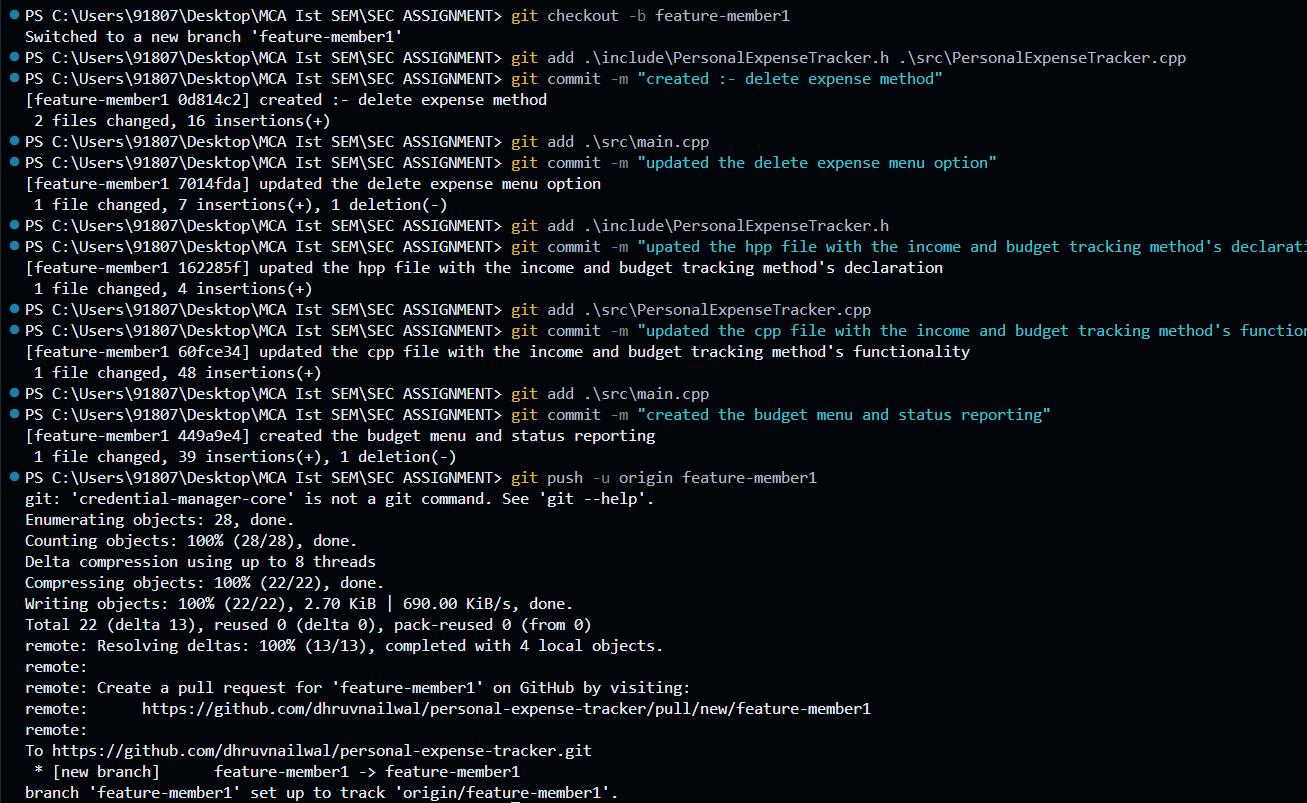 PS C:\Users\91807\Desktop\MCA Ist SEM\SEC ASSIGNMENT> git checkout -b feature-member1
Switched to a new branch 'feature-member1'
PS C:\Users\91807\Desktop\MCA Ist SEM\SEC ASSIGNMENT> git add .\include\PersonalExpenseTracker.h .\src\PersonalExpenseTracker.cpp
PS C:\Users\91807\Desktop\MCA Ist SEM\SEC ASSIGNMENT> git commit -m "created :- delete expense method"
[feature-member1 0d814c2] created :- delete expense method
 2 files changed, 16 insertions(+)
PS C:\Users\91807\Desktop\MCA Ist SEM\SEC ASSIGNMENT> git add .\src\main.cpp
PS C:\Users\91807\Desktop\MCA Ist SEM\SEC ASSIGNMENT> git commit -m "updated the delete expense menu option"
[feature-member1 7014fda] updated the delete expense menu option
 1 file changed, 7 insertions(+), 1 deletion(-)
PS C:\Users\91807\Desktop\MCA Ist SEM\SEC ASSIGNMENT> git add .\include\PersonalExpenseTracker.h
PS C:\Users\91807\Desktop\MCA Ist SEM\SEC ASSIGNMENT> git commit -m "upated the hpp file with the income and budget tracking method's declarati
[feature-member1 162285f] upated the hpp file with the income and budget tracking method's declaration
 1 file changed, 4 insertions(+)
PS C:\Users\91807\Desktop\MCA Ist SEM\SEC ASSIGNMENT> git add .\src\PersonalExpenseTracker.cpp
PS C:\Users\91807\Desktop\MCA Ist SEM\SEC ASSIGNMENT> git commit -m "updated the cpp file with the income and budget tracking method's function
[feature-member1 60fce34] updated the cpp file with the income and budget tracking method's functionality
 1 file changed, 48 insertions(+)
PS C:\Users\91807\Desktop\MCA Ist SEM\SEC ASSIGNMENT> git add .\src\main.cpp
PS C:\Users\91807\Desktop\MCA Ist SEM\SEC ASSIGNMENT> git commit -m "created the budget menu and status reporting"
[feature-member1 449a9e4] created the budget menu and status reporting
 1 file changed, 39 insertions(+), 1 deletion(-)
PS C:\Users\91807\Desktop\MCA Ist SEM\SEC ASSIGNMENT> git push -u origin feature-member1
git: 'credential-manager-core' is not a git command. See 'git --help'.
Enumerating objects: 28, done.
Counting objects: 100% (28/28), done.
Delta compression using up to 8 threads
Compressing objects: 100% (22/22), done.
Writing objects: 100% (22/22), 2.70 KiB | 690.00 KiB/s, done.
Total 22 (delta 13), reused 0 (delta 0), pack-reused 0 (from 0)
remote: Resolving deltas: 100% (13/13), completed with 4 local objects.
remote:
remote: Create a pull request for 'feature-member1' on GitHub by visiting:
remote:      https://github.com/dhruvnailwal/personal-expense-tracker/pull/new/feature-member1
remote:
To https://github.com/dhruvnailwal/personal-expense-tracker.git
 * [new branch]      feature-member1 -> feature-member1
branch 'feature-member1' set up to track 'origin/feature-member1'.